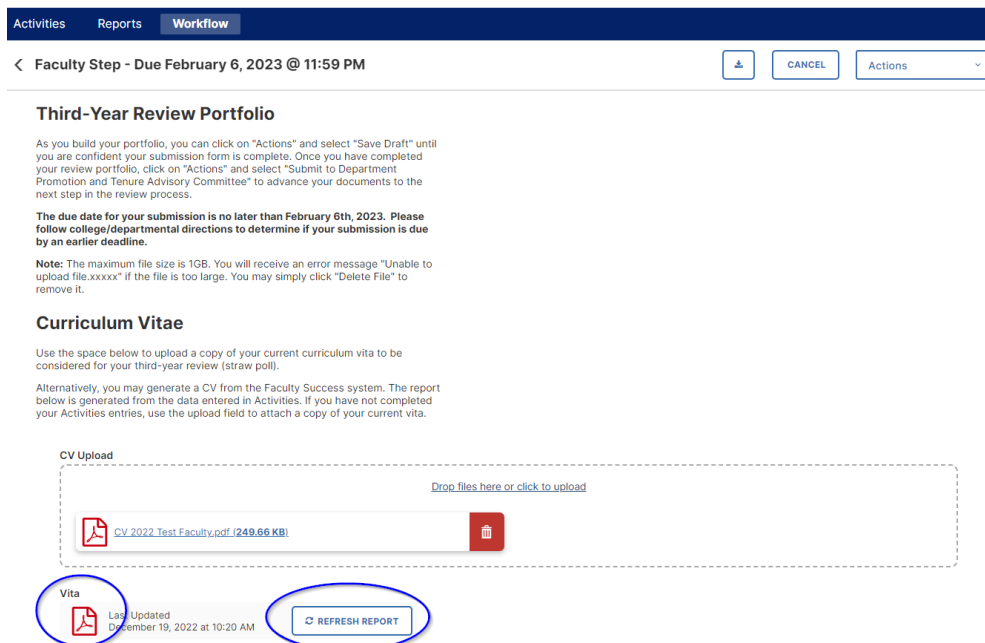 Activities Reports Workflow
Faculty Step - Due February 6, 2023 @ 11:59 PM
CANCEL
Actions
Third-Year Review Portfolio
As you build your portfolio, you can click on "Actions" and select "Save Draft" until
you are confident your submission form is complete. Once you have completed
your review portfolio, click on "Actions" and select "Submit to Department
Promotion and Tenure Advisory Committee" to advance your documents to the
next step in the review process.
The due date for your submission is no later than February 6th, 2023. Please
follow college/departmental directions to determine if your submission is due
by an earlier deadline.
Note: The maximum file size is 1GB. You will receive an error message "Unable to
upload file.xxxxx" if the file is too large. You may simply click "Delete File" to
remove it.
Curriculum Vitae
Use the space below to upload a copy of your current curriculum vita to be
considered for your third-year review (straw poll).
Alternatively, you may generate a CV from the Faculty Success system. The report
below is generated from the data entered in Activities. If you have not completed
your Activities entries, use the upload field to attach a copy of your current vita.
CV Upload
Drop files here or click to upload
CV 2022 Test Faculty.pdf (249.66 KB)
Vita
Last Updated
December 19, 2022 at 10:20 AM
REFRESH REPORT